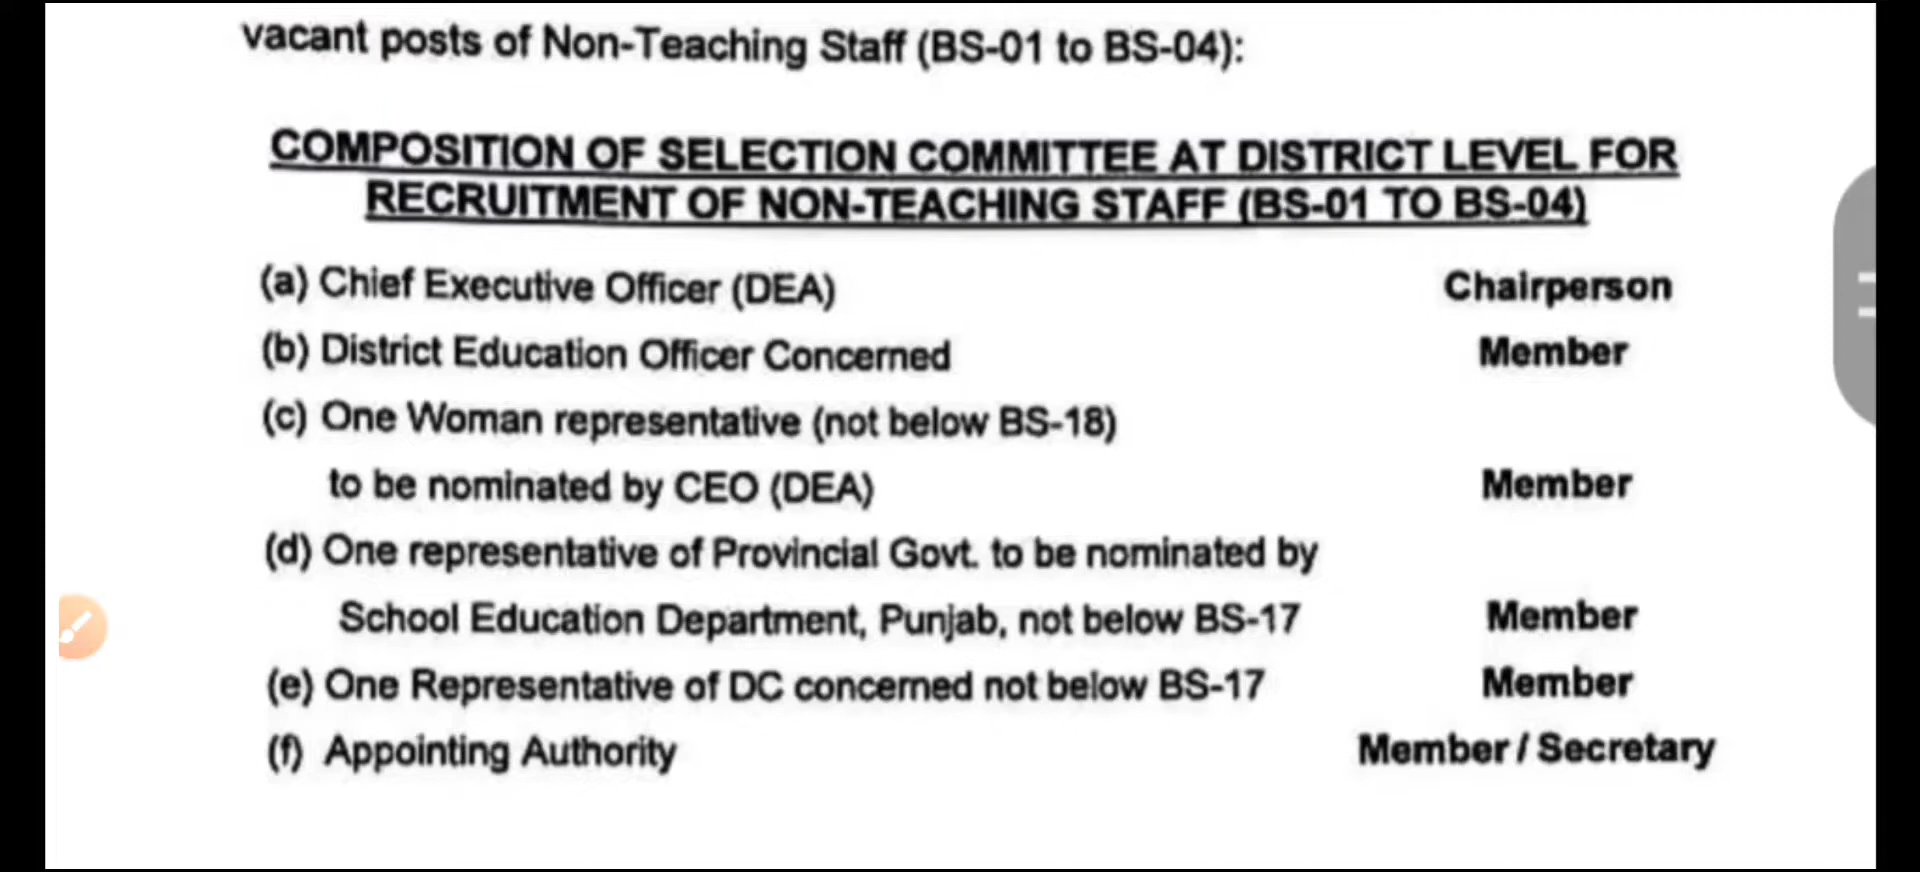 vacant posts of Non-Teaching Staff (BS-01 to BS-04):
COMPOSITION OF SELECTION COMMITTEE AT DISTRICT LEVEL FOR
RECRUITMENT OF NON-TEACHING STAFF (BS-01 TO BS-04)
(a) Chief Executive Officer (DEA) Chairperson
(b) District Education Officer Concerned Member
(c) One Woman representative (not below BS-18)
to be nominated by CEO (DEA) Member
(d) One representative of Provincial Govt. to be nominated by
School Education Department, Punjab, not below BS-17 Member
(e) One Representative of DC concerned not below BS-17 Member
(f) Appointing Authority Member / Secretary